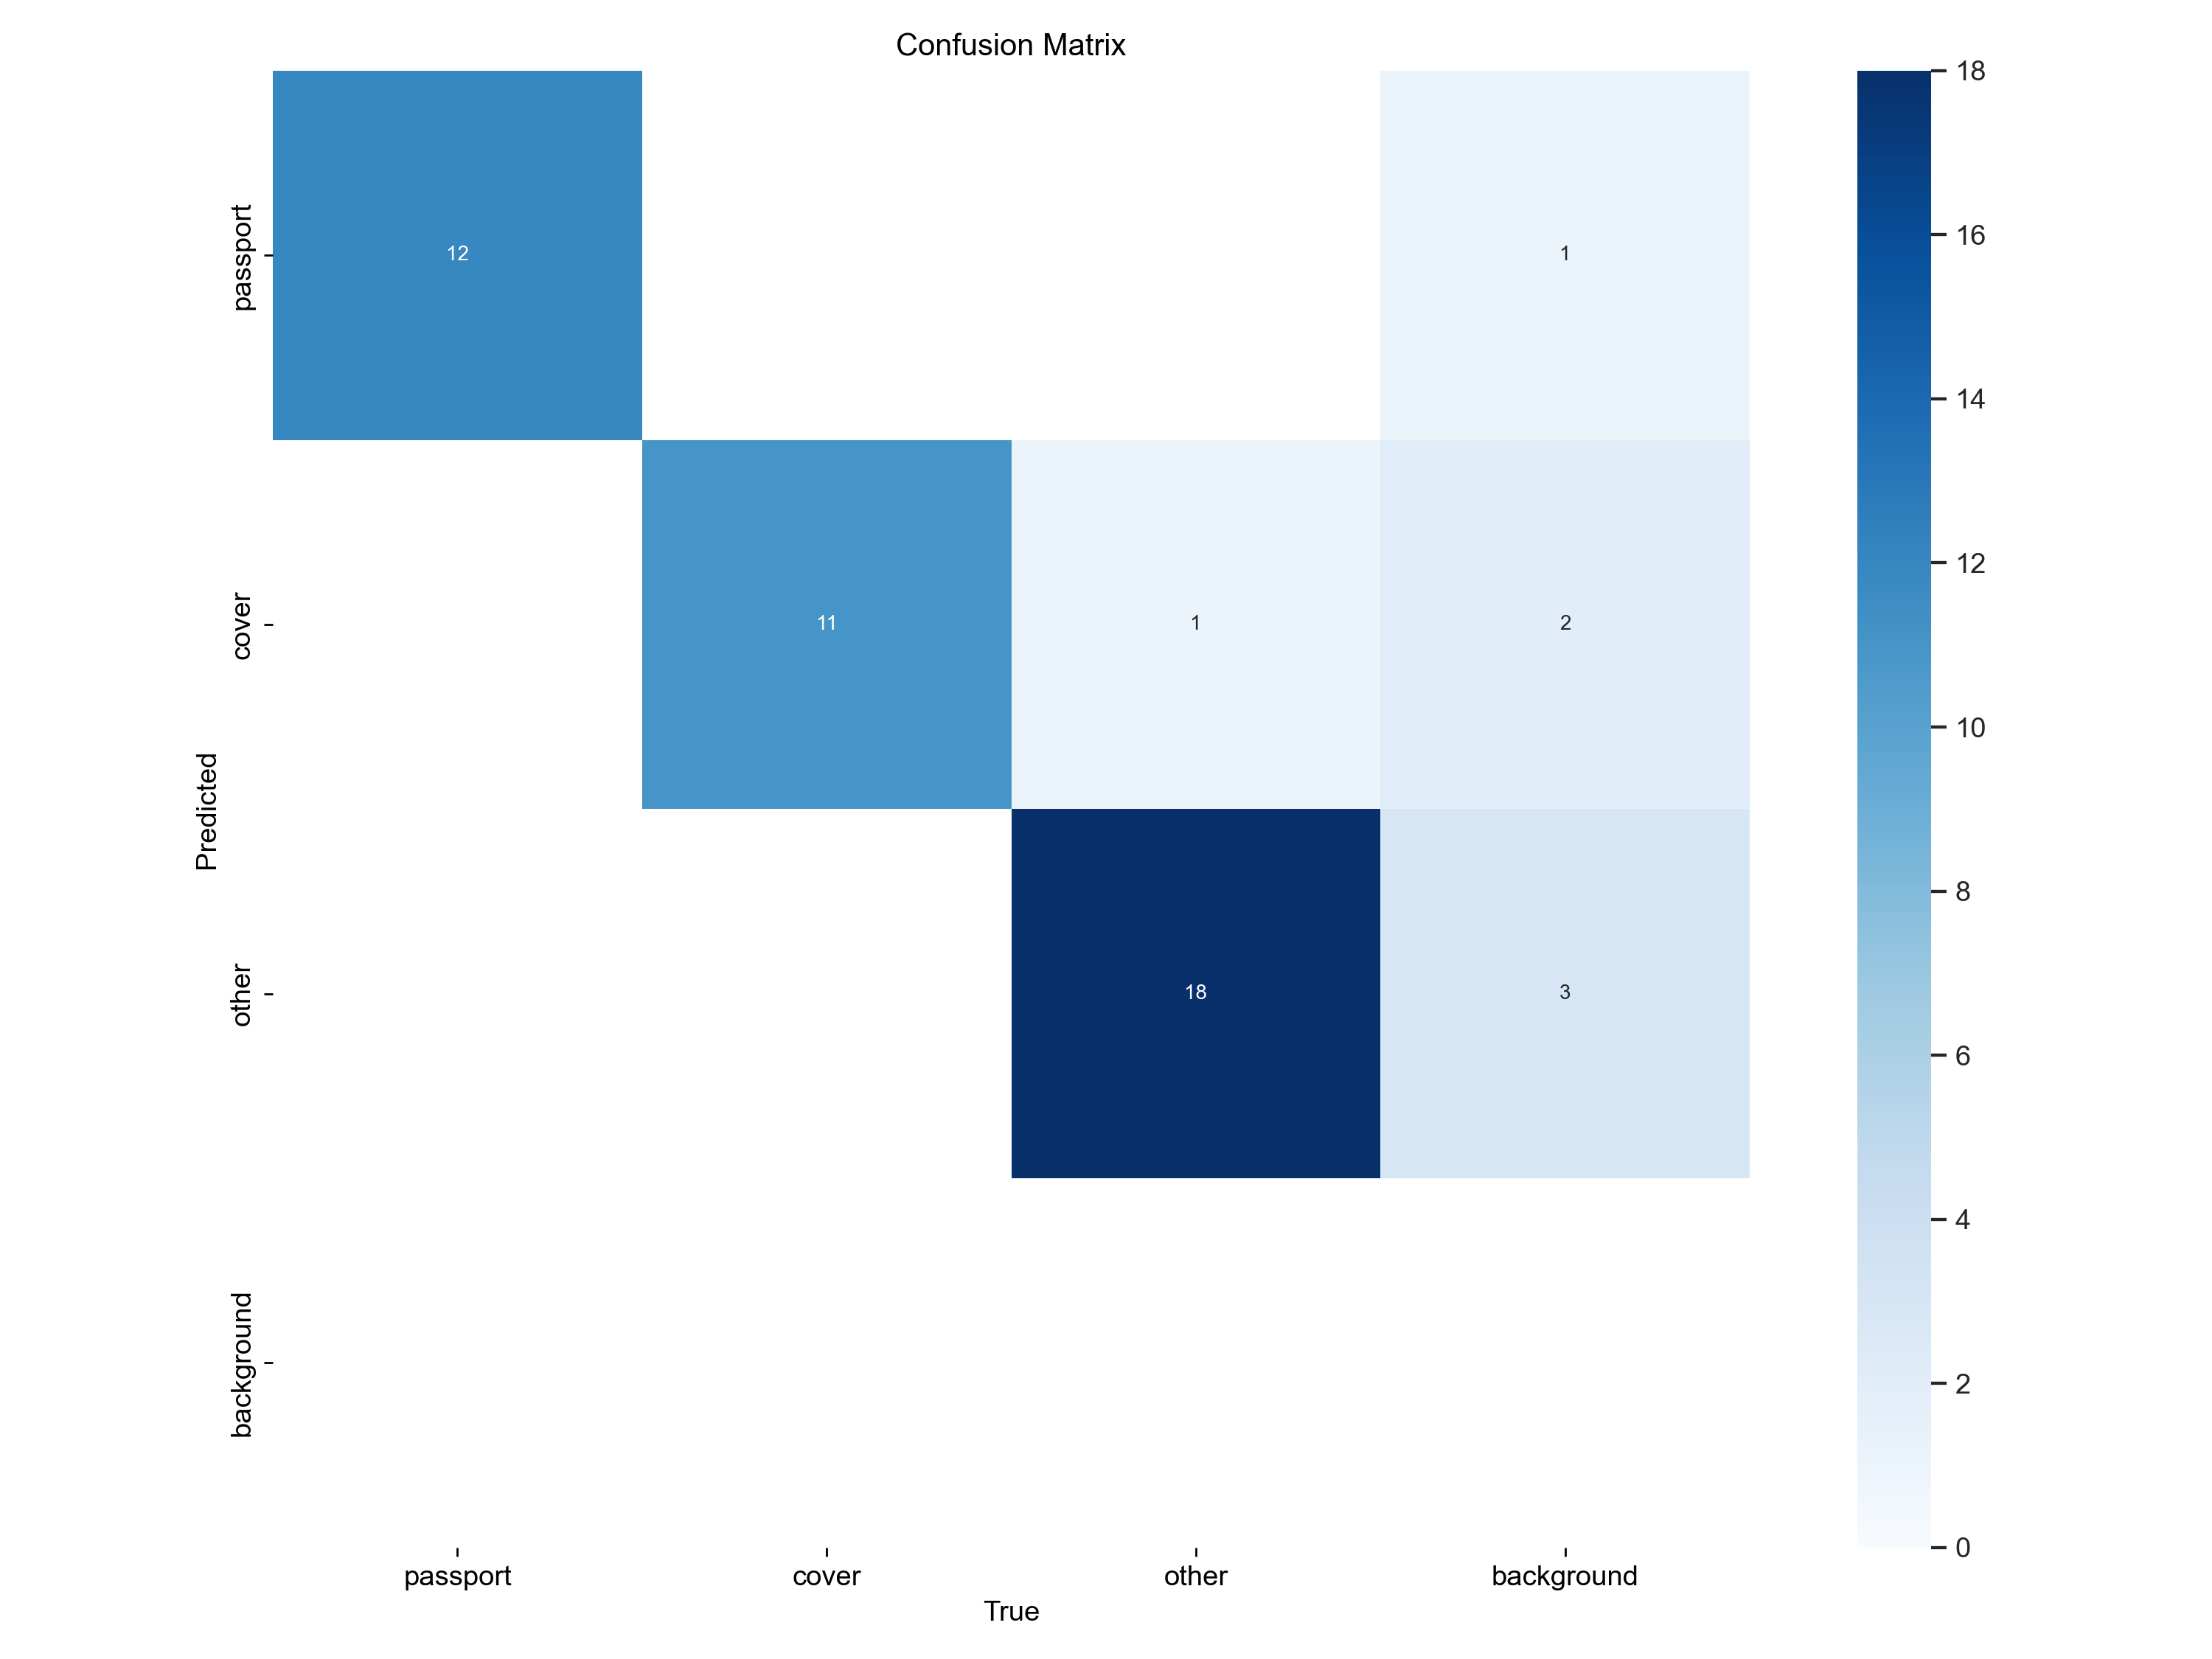 Confusion Matrix
passport
12
1
cover
11
1
2
other
18
3
background
Predicted
passport
cover
other
background
True
18
16
14
12
10
8
6
4
2
0